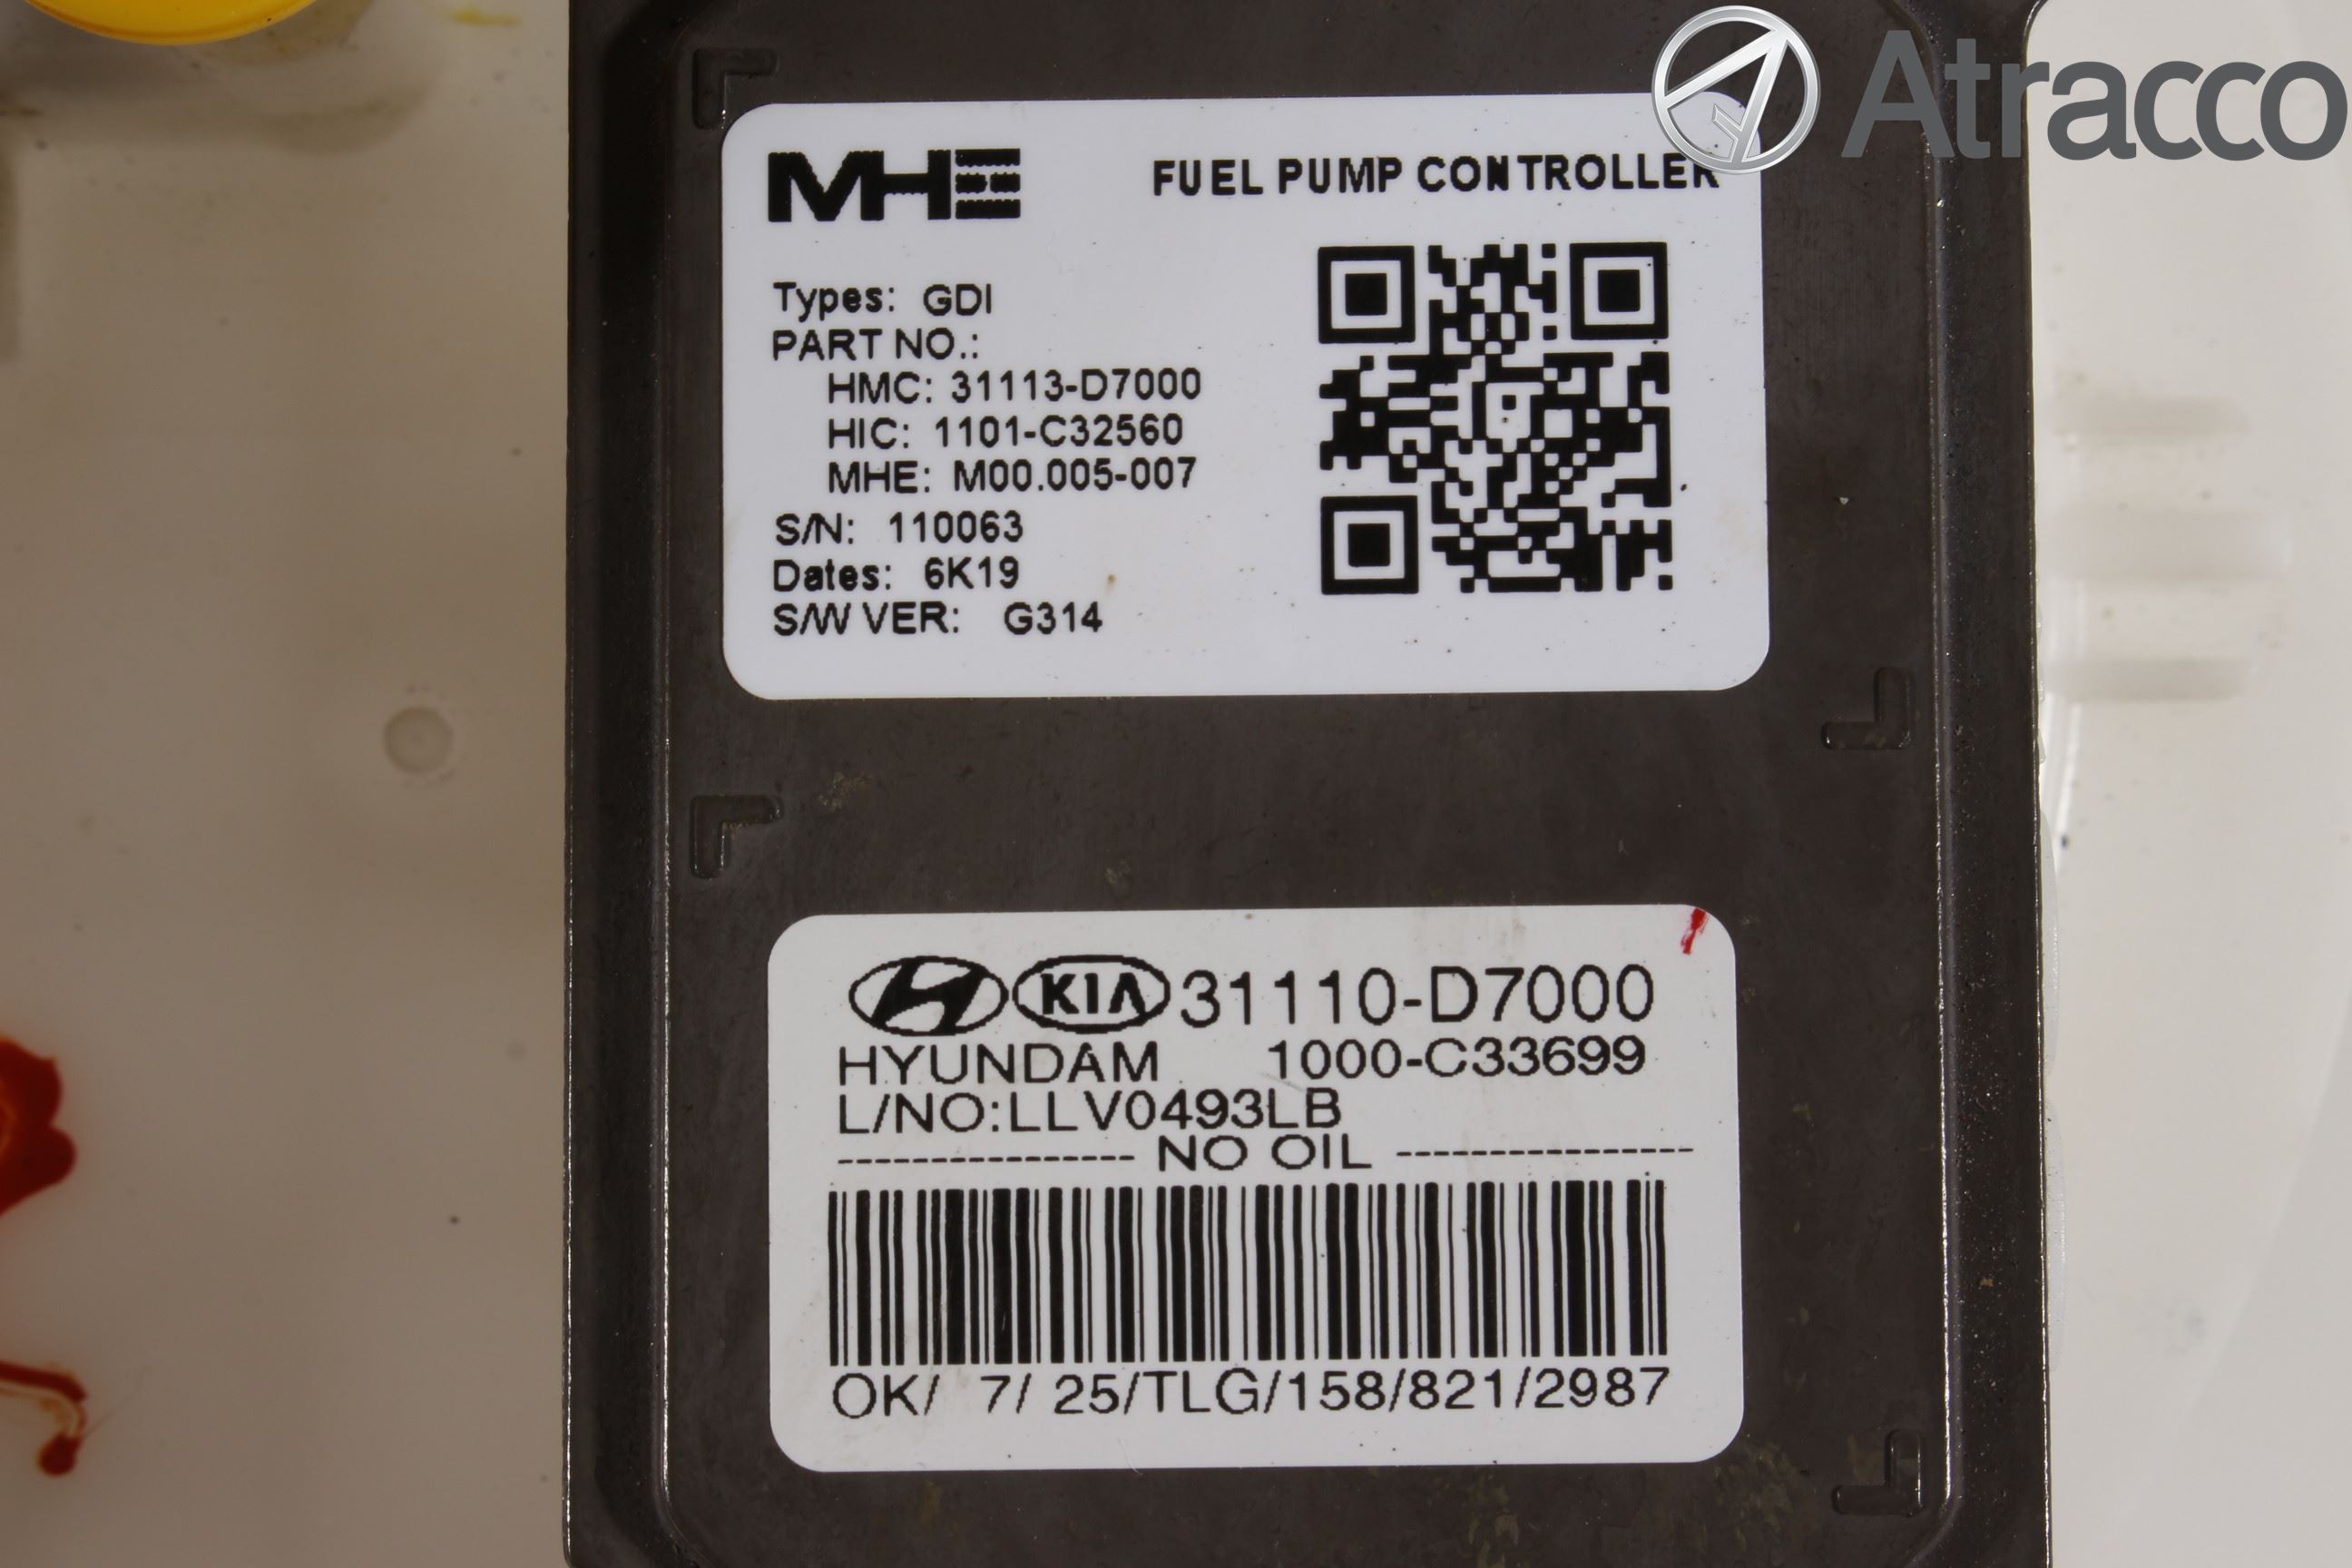 Atracco
MHE FUEL PUMP CONTROLLER
Types: GDI
PART NO.:
HMC: 31113-D7000
HIC: 1101-C32560
MHE: M00.005-007
S/N: 110063
Dates: 6K19
S/W VER: G314
KIA 31110-D7000
HYUNDAM 1000-C33699
L/NO:LLV0493LB
---------------- NO OIL ----------------
OK/ 7/ 25/TLG/158/821/2987